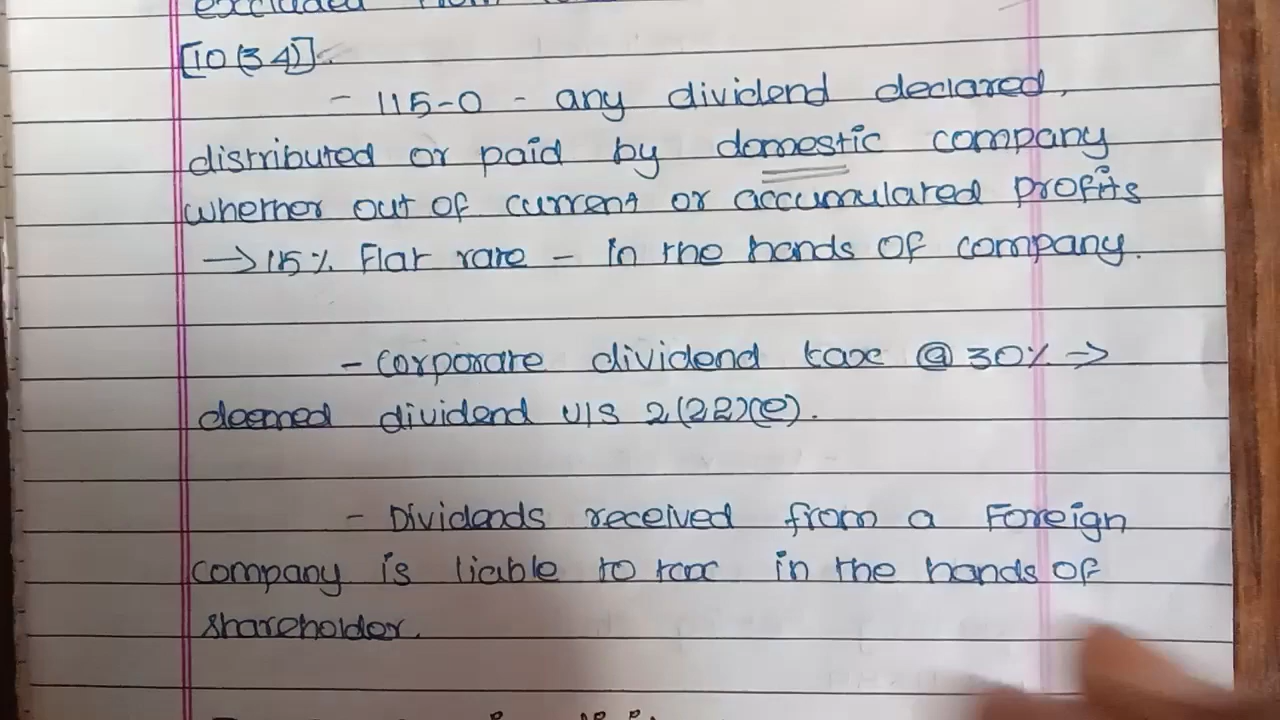 excluded from
[10(34)]
- 115-O - any dividend declared,
distributed or paid by domestic company
whether out of current or accumulated profits
→ 15% Flat rate - in the hands of company.
- corporate dividend tax @ 30% →
deemed dividend U/S 2(22)(e).
- Dividends received from a Foreign
company is liable to tax in the hands of
shareholder.